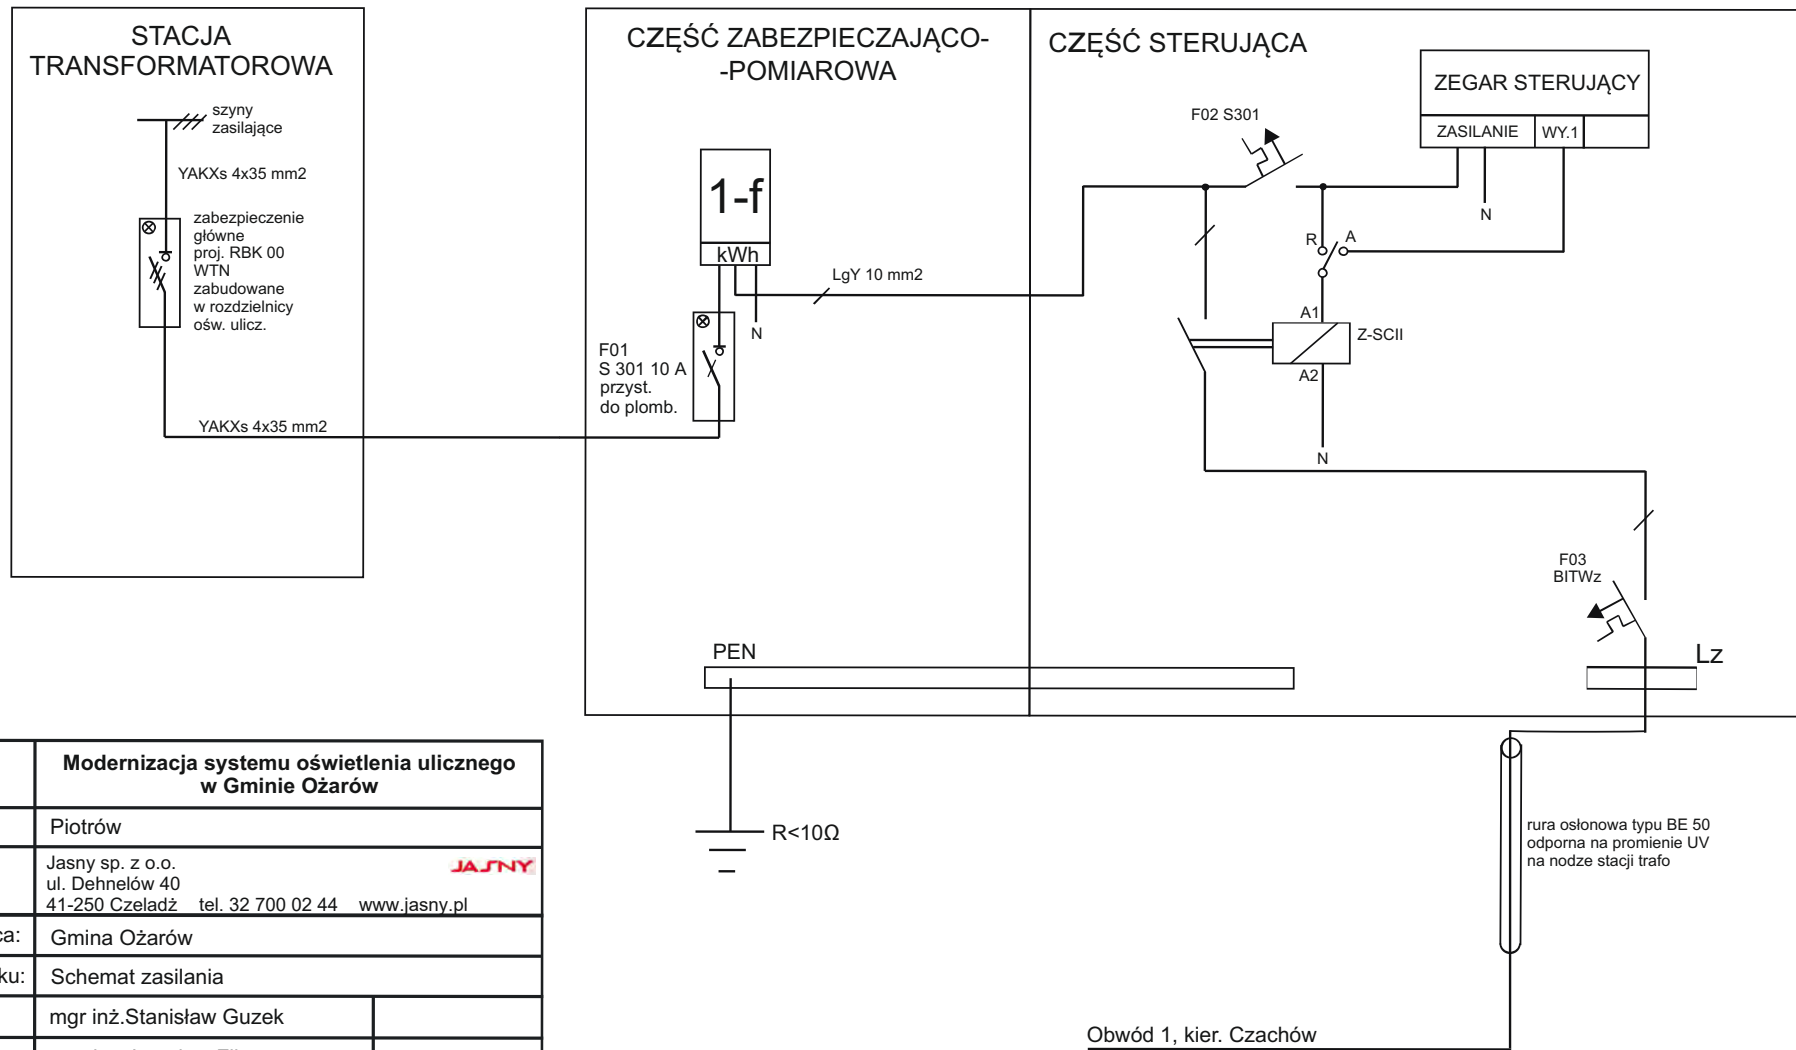 STACJA
TRANSFORMATOROWA
szyny
zasilające
YAKXs 4x35 mm2
zabezpieczenie
główne
proj. RBK 00
WTN
zabudowane
w rozdzielnicy
ośw. ulicz.
YAKXs 4x35 mm2
CZĘŚĆ ZABEZPIECZAJĄCO-
-POMIAROWA
1-f
kWh
N
LgY 10 mm2
F01
S 301 10 A
przyst.
do plomb.
PEN
R<10Ω
CZĘŚĆ STERUJĄCA
F02 S301
ZEGAR STERUJĄCY
ZASILANIE WY.1
N
R A
A1
Z-SCII
A2
N
F03
BITWz
Lz
rura osłonowa typu BE 50
odporna na promienie UV
na nodze stacji trafo
Obwód 1, kier. Czachów
Modernizacja systemu oświetlenia ulicznego
w Gminie Ożarów
Piotrów
Jasny sp. z o.o.
JASNY
ul. Dehnelów 40
41-250 Czeladż tel. 32 700 02 44 www.jasny.pl
ca: Gmina Ożarów
ku: Schemat zasilania
mgr inż.Stanisław Guzek